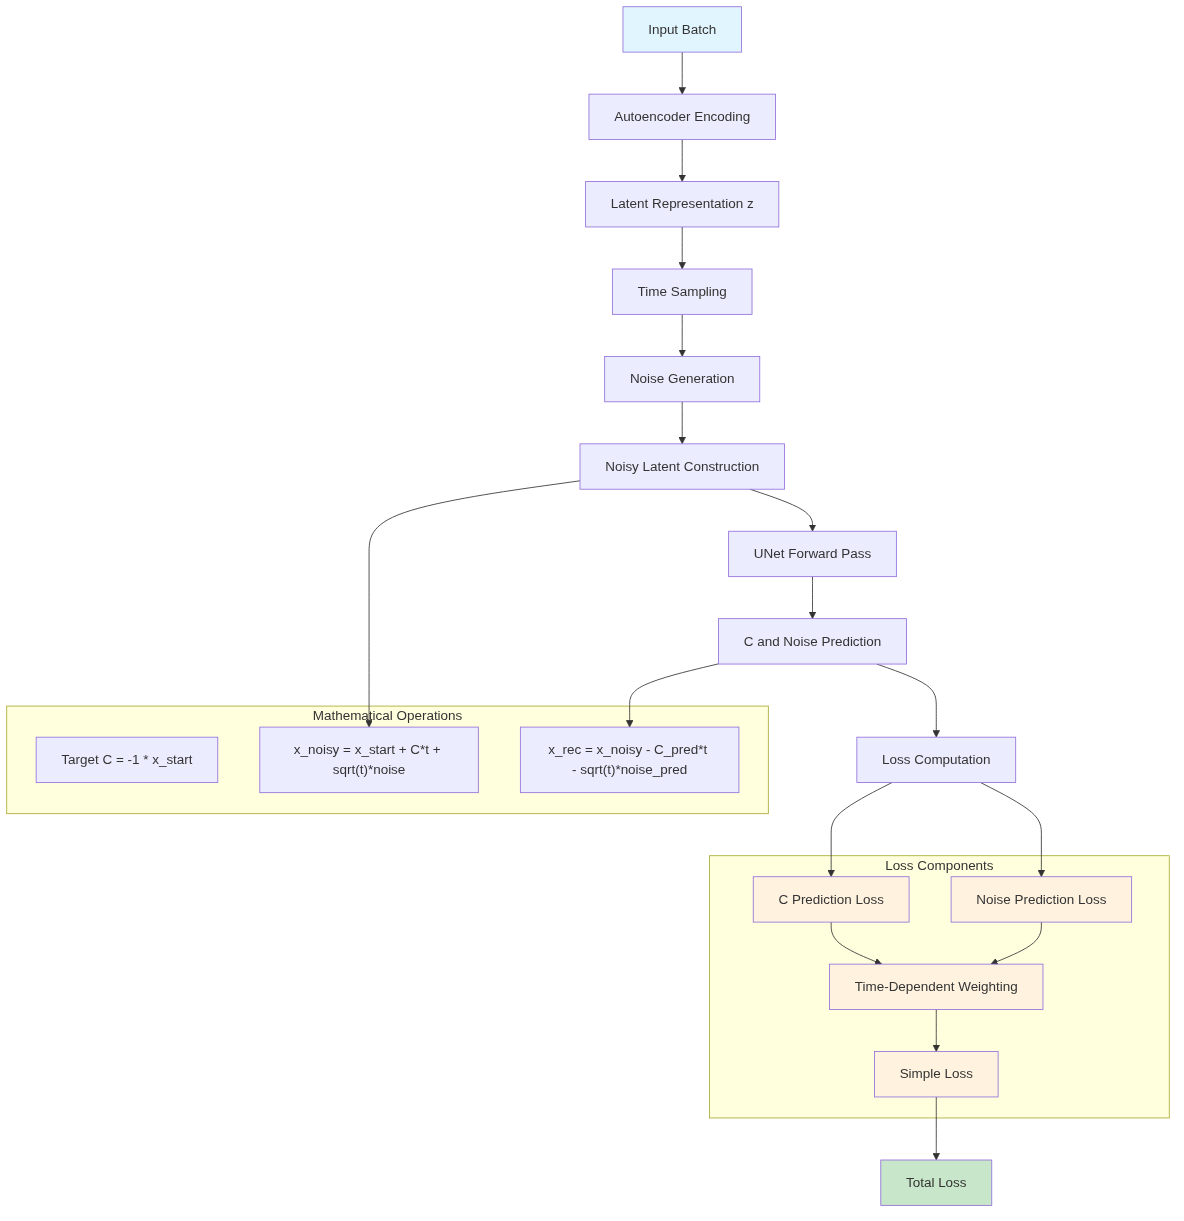 Input Batch
Autoencoder Encoding
Latent Representation z
Time Sampling
Noise Generation
Noisy Latent Construction
UNet Forward Pass
C and Noise Prediction
Mathematical Operations
Target C = -1 * x_start
x_noisy = x_start + C*t +
sqrt(t)*noise
x_rec = x_noisy - C_pred*t
- sqrt(t)*noise_pred
Loss Computation
Loss Components
C Prediction Loss
Noise Prediction Loss
Time-Dependent Weighting
Simple Loss
Total Loss